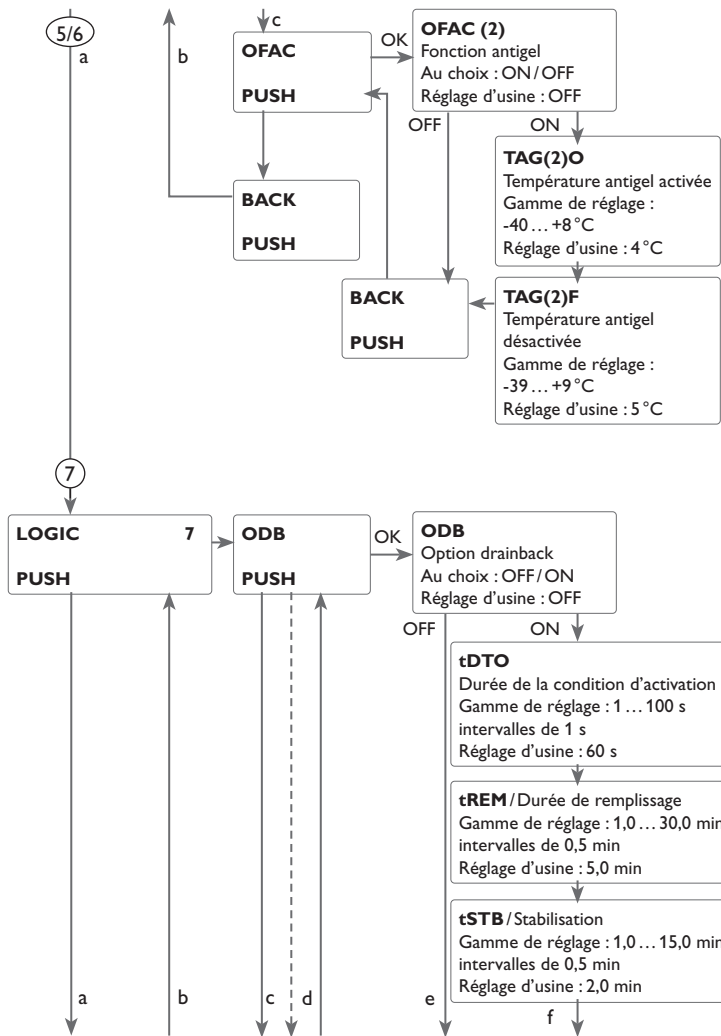 5/6
a
b
c
OFAC
PUSH
OK
OFAC (2)
Fonction antigel
Au choix : ON / OFF
Réglage d'usine : OFF
OFF
ON
TAG(2)O
Température antigel activée
Gamme de réglage :
-40 … +8 °C
Réglage d'usine : 4 °C
BACK
PUSH
BACK
PUSH
TAG(2)F
Température antigel
désactivée
Gamme de réglage :
-39 … +9 °C
Réglage d'usine : 5 °C
7
LOGIC 7
PUSH
ODB
PUSH
OK
ODB
Option drainback
Au choix : OFF / ON
Réglage d'usine : OFF
OFF
ON
tDTO
Durée de la condition d'activation
Gamme de réglage : 1 … 100 s
intervalles de 1 s
Réglage d'usine : 60 s
tREM / Durée de remplissage
Gamme de réglage : 1,0 … 30,0 min
intervalles de 0,5 min
Réglage d'usine : 5,0 min
tSTB / Stabilisation
Gamme de réglage : 1,0 … 15,0 min
intervalles de 0,5 min
Réglage d'usine : 2,0 min
a
b
c
d
e
f